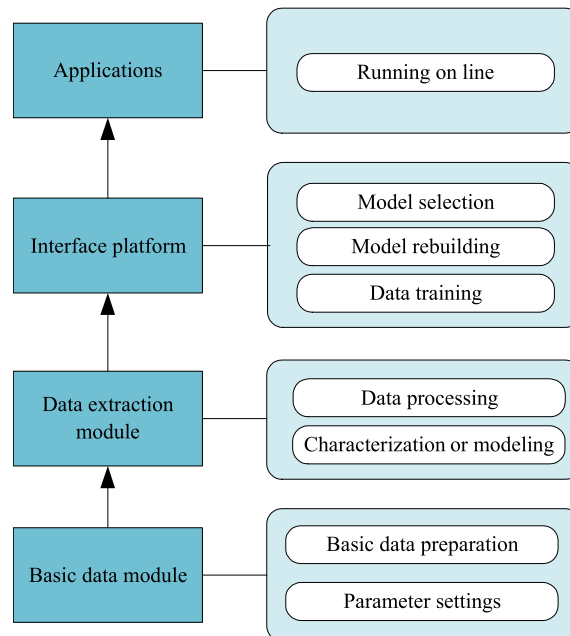 Applications
Running on line
Interface platform
Model selection
Model rebuilding
Data training
Data extraction
module
Data processing
Characterization or modeling
Basic data module
Basic data preparation
Parameter settings